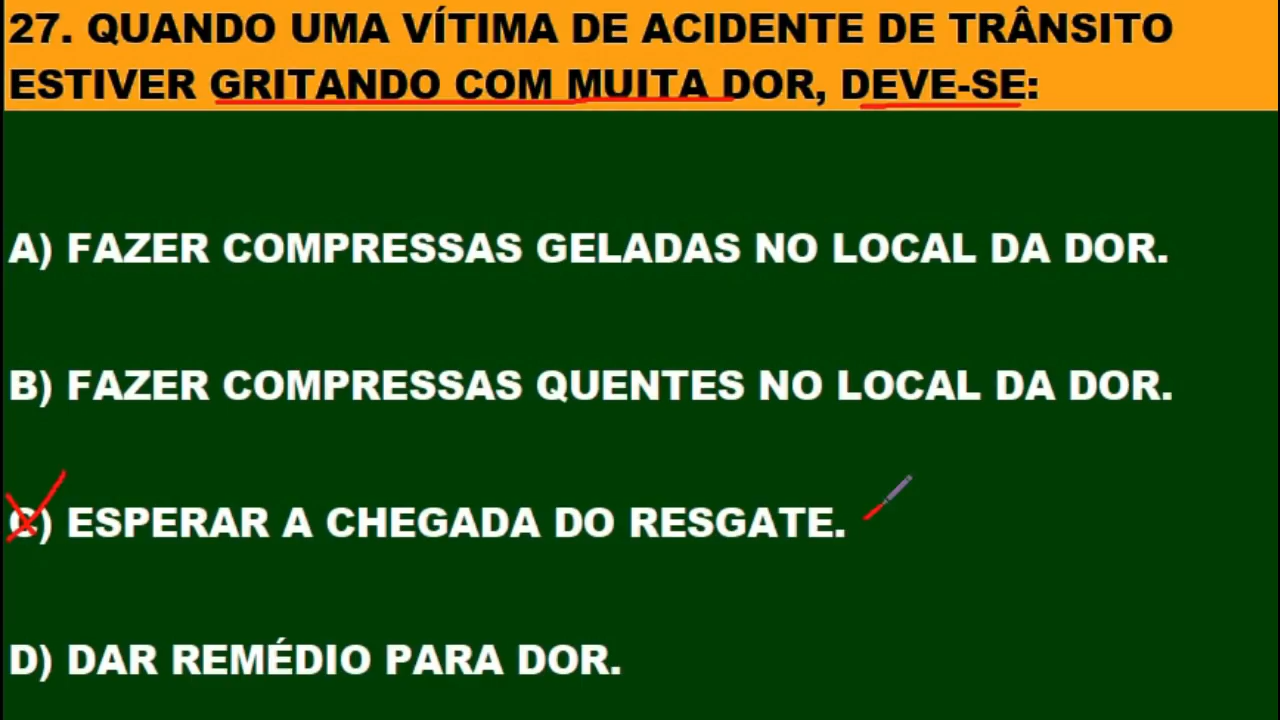 27. QUANDO UMA VÍTIMA DE ACIDENTE DE TRÂNSITO
ESTIVER GRITANDO COM MUITA DOR, DEVE-SE:
A) FAZER COMPRESSAS GELADAS NO LOCAL DA DOR.
B) FAZER COMPRESSAS QUENTES NO LOCAL DA DOR.
C) ESPERAR A CHEGADA DO RESGATE.
D) DAR REMÉDIO PARA DOR.